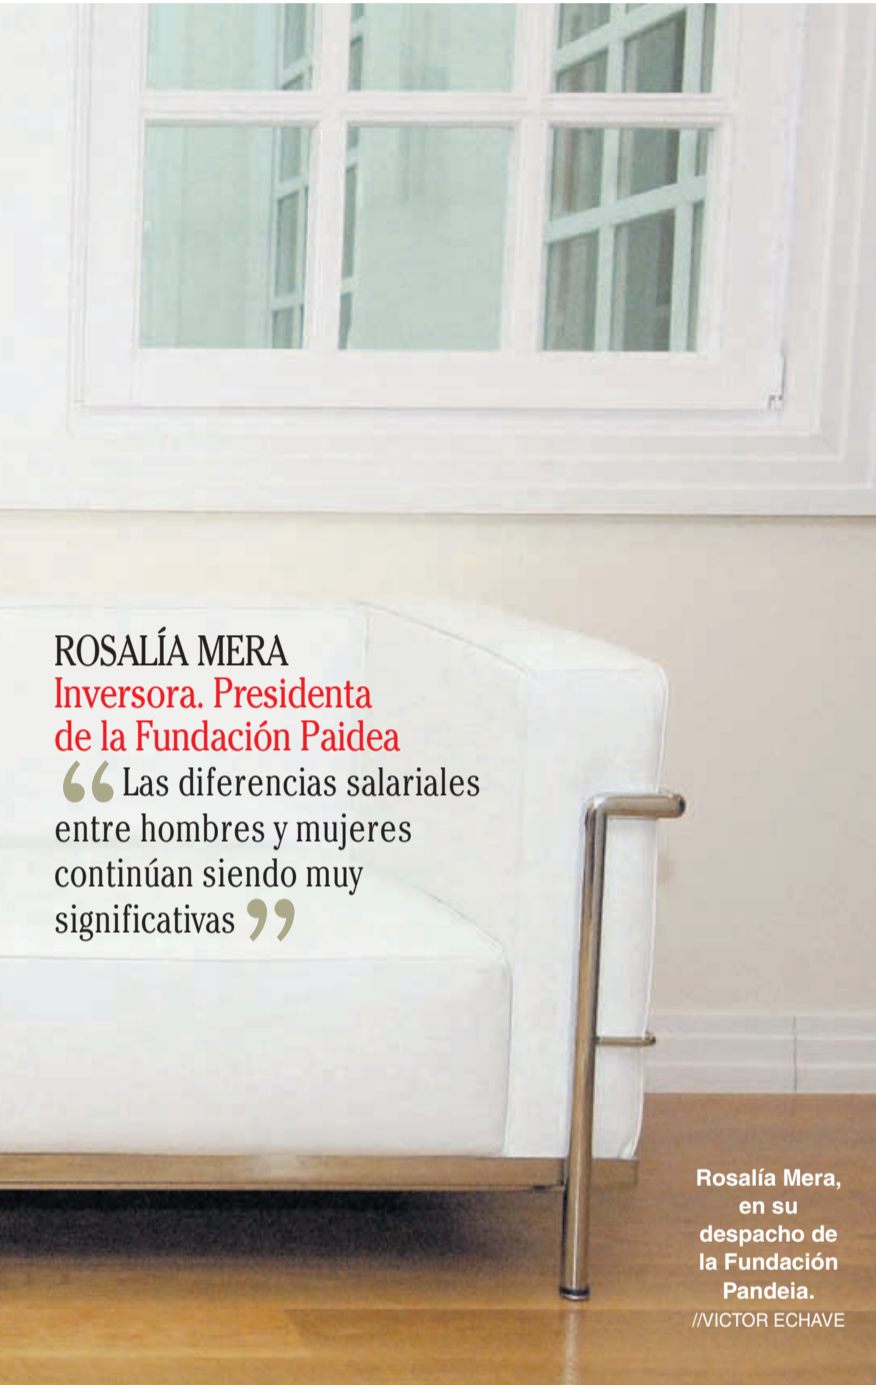 ROSALÍA MERA
Inversora. Presidenta
de la Fundación Paidea
“Las diferencias salariales
entre hombres y mujeres
continúan siendo muy
significativas”
Rosalía Mera,
en su
despacho de
la Fundación
Pandeia.
//VICTOR ECHAVE